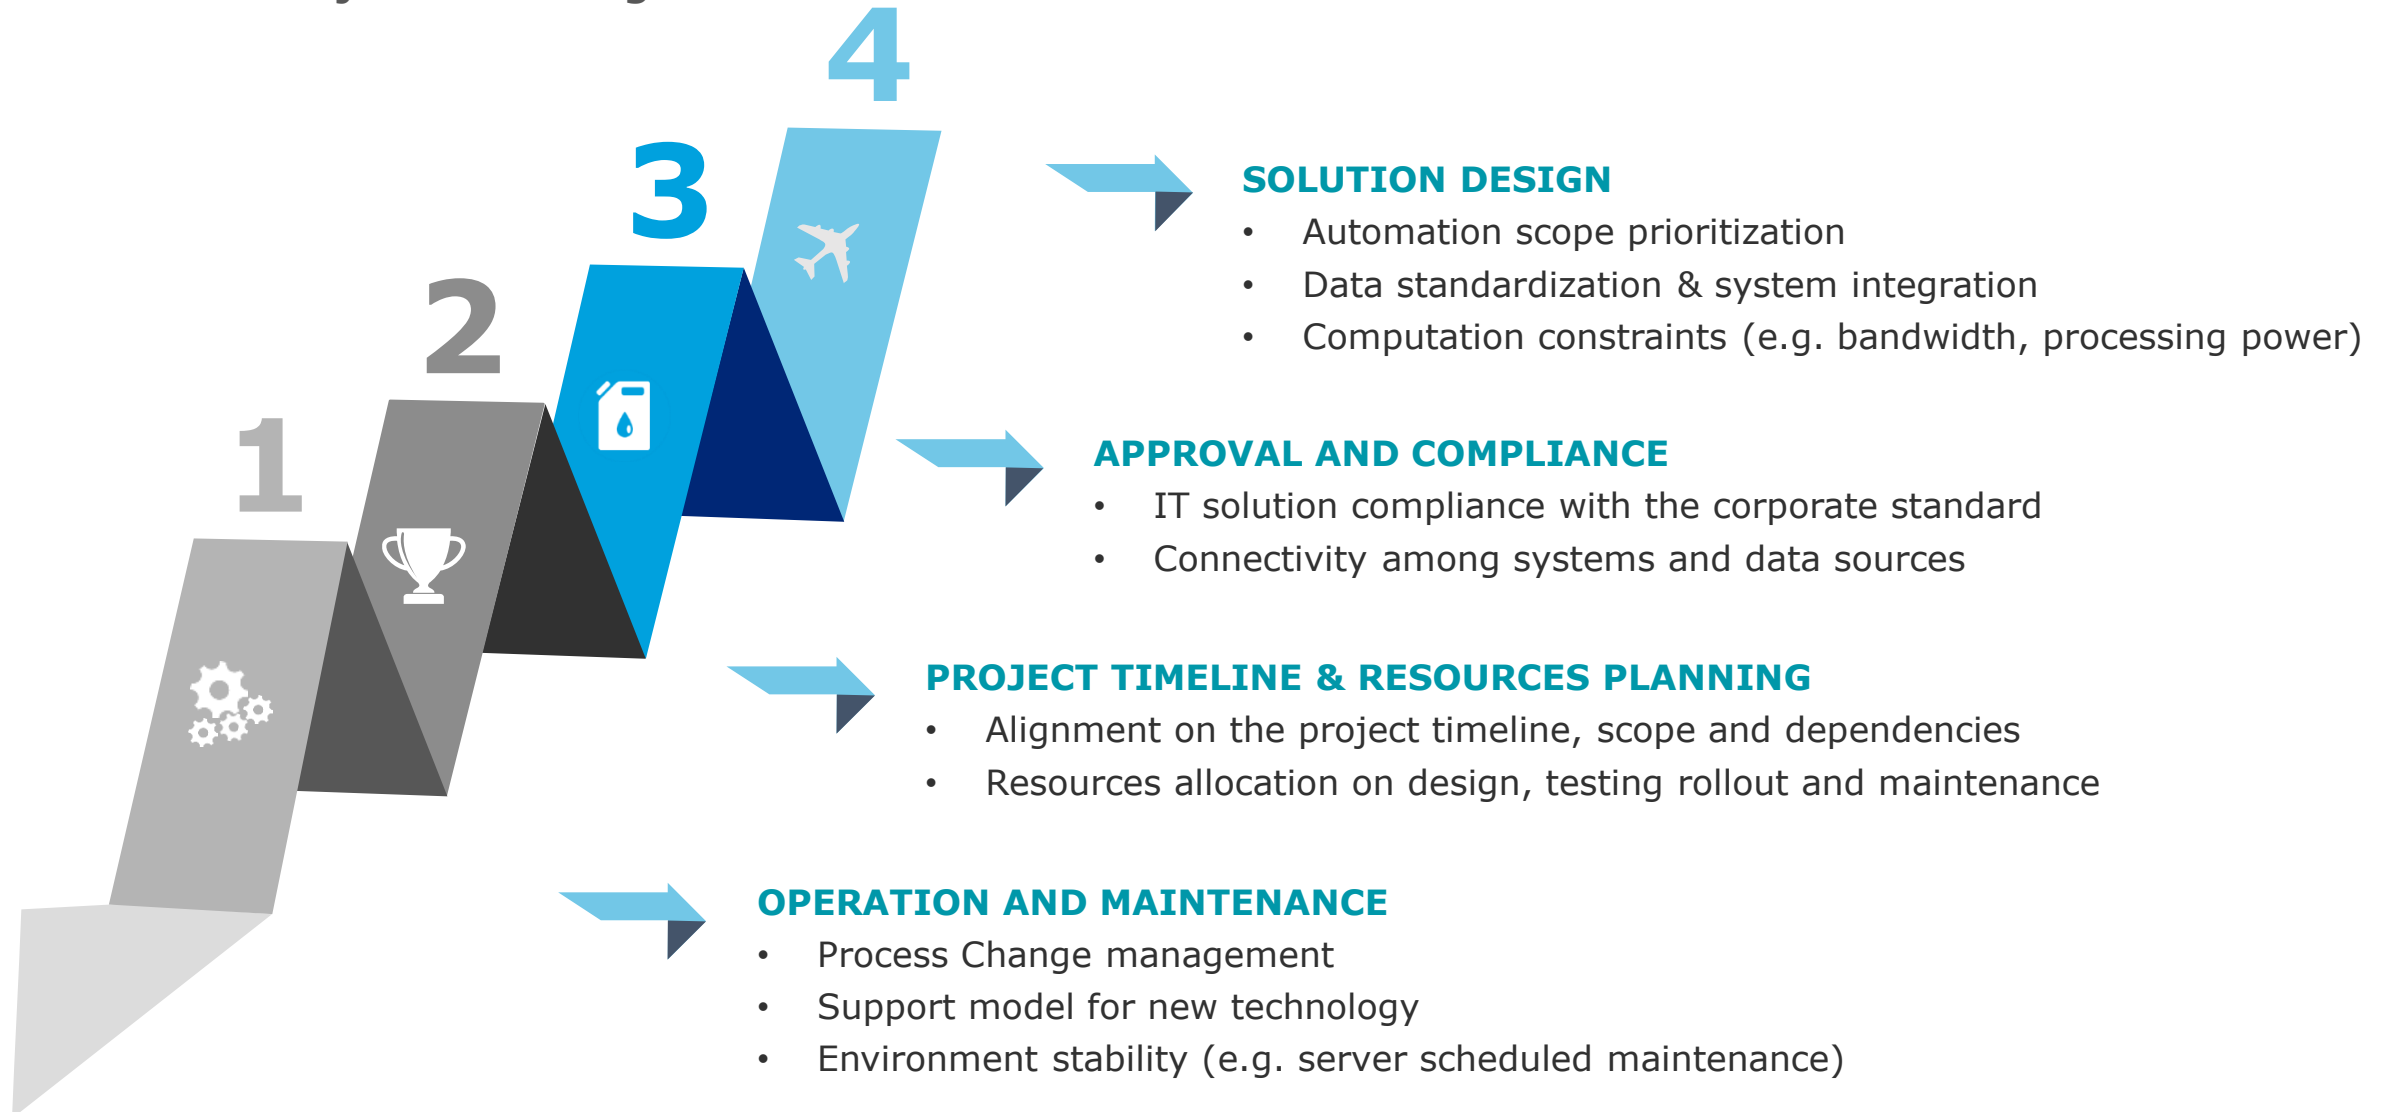 4
3
2
1
SOLUTION DESIGN
• Automation scope prioritization
• Data standardization & system integration
• Computation constraints (e.g. bandwidth, processing power)
APPROVAL AND COMPLIANCE
• IT solution compliance with the corporate standard
• Connectivity among systems and data sources
PROJECT TIMELINE & RESOURCES PLANNING
• Alignment on the project timeline, scope and dependencies
• Resources allocation on design, testing rollout and maintenance
OPERATION AND MAINTENANCE
• Process Change management
• Support model for new technology
• Environment stability (e.g. server scheduled maintenance)